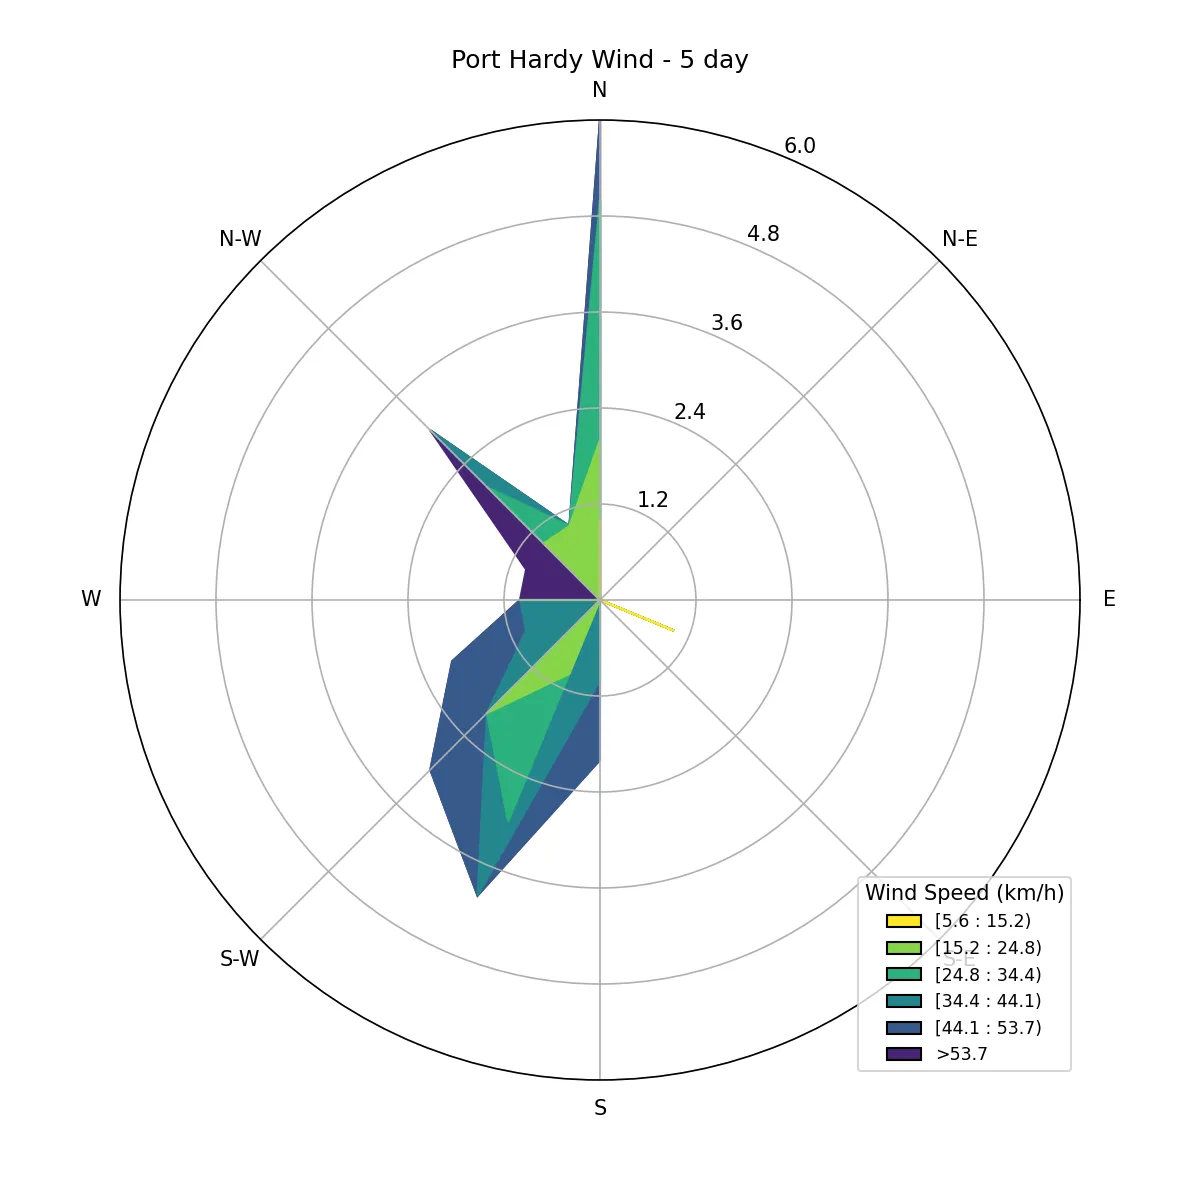 Port Hardy Wind - 5 day
N
6.0
4.8
N-W
N-E
3.6
2.4
1.2
W
E
Wind Speed (km/h)
[5.6 : 15.2)
[15.2 : 24.8)
S-W
S-E
[24.8 : 34.4)
[34.4 : 44.1)
[44.1 : 53.7)
>53.7
S